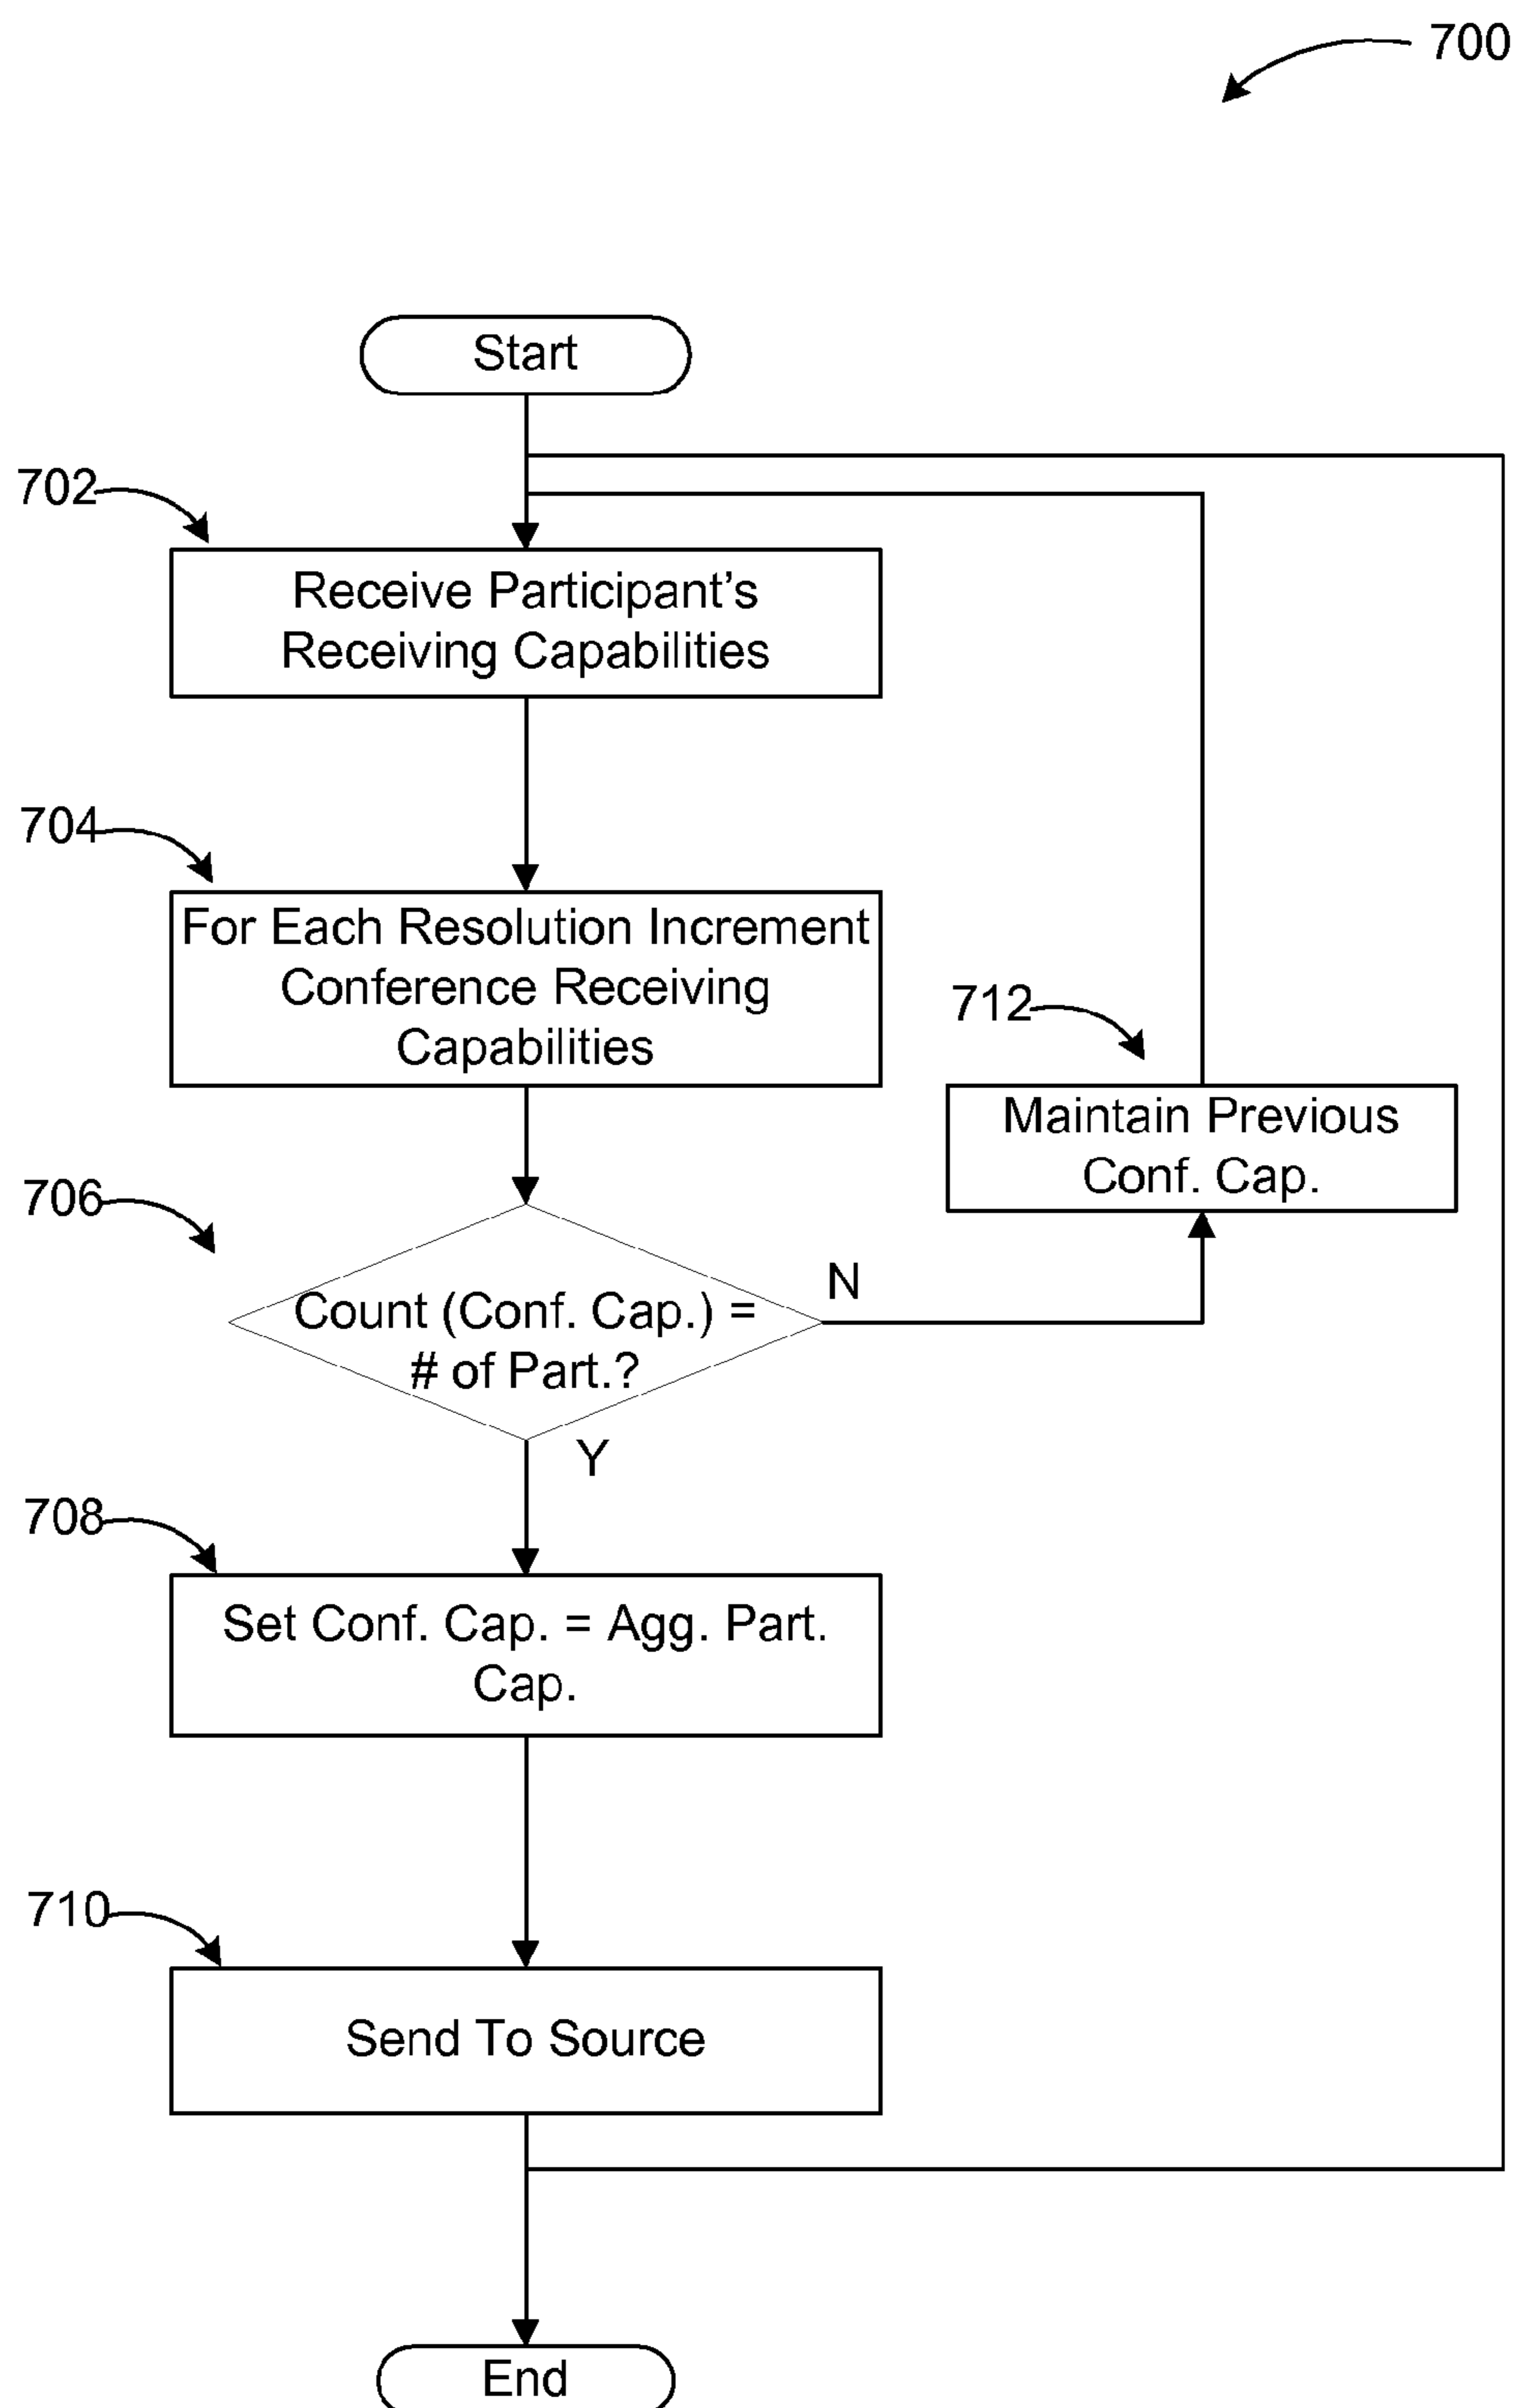 700
Start
702
Receive Participant’s
Receiving Capabilities
704
For Each Resolution Increment
Conference Receiving
Capabilities
712
Maintain Previous
Conf. Cap.
706
N
Count (Conf. Cap.) =
# of Part.?
Y
708
Set Conf. Cap. = Agg. Part.
Cap.
710
Send To Source
End